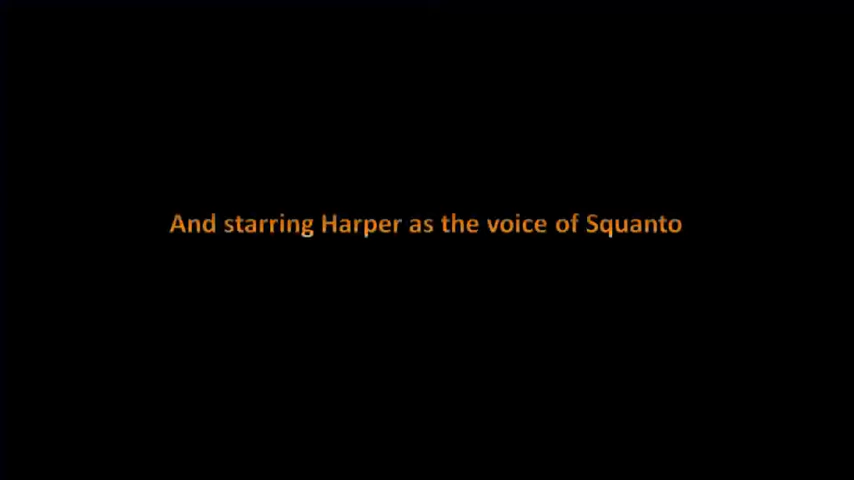 And starring Harper as the voice of Squanto